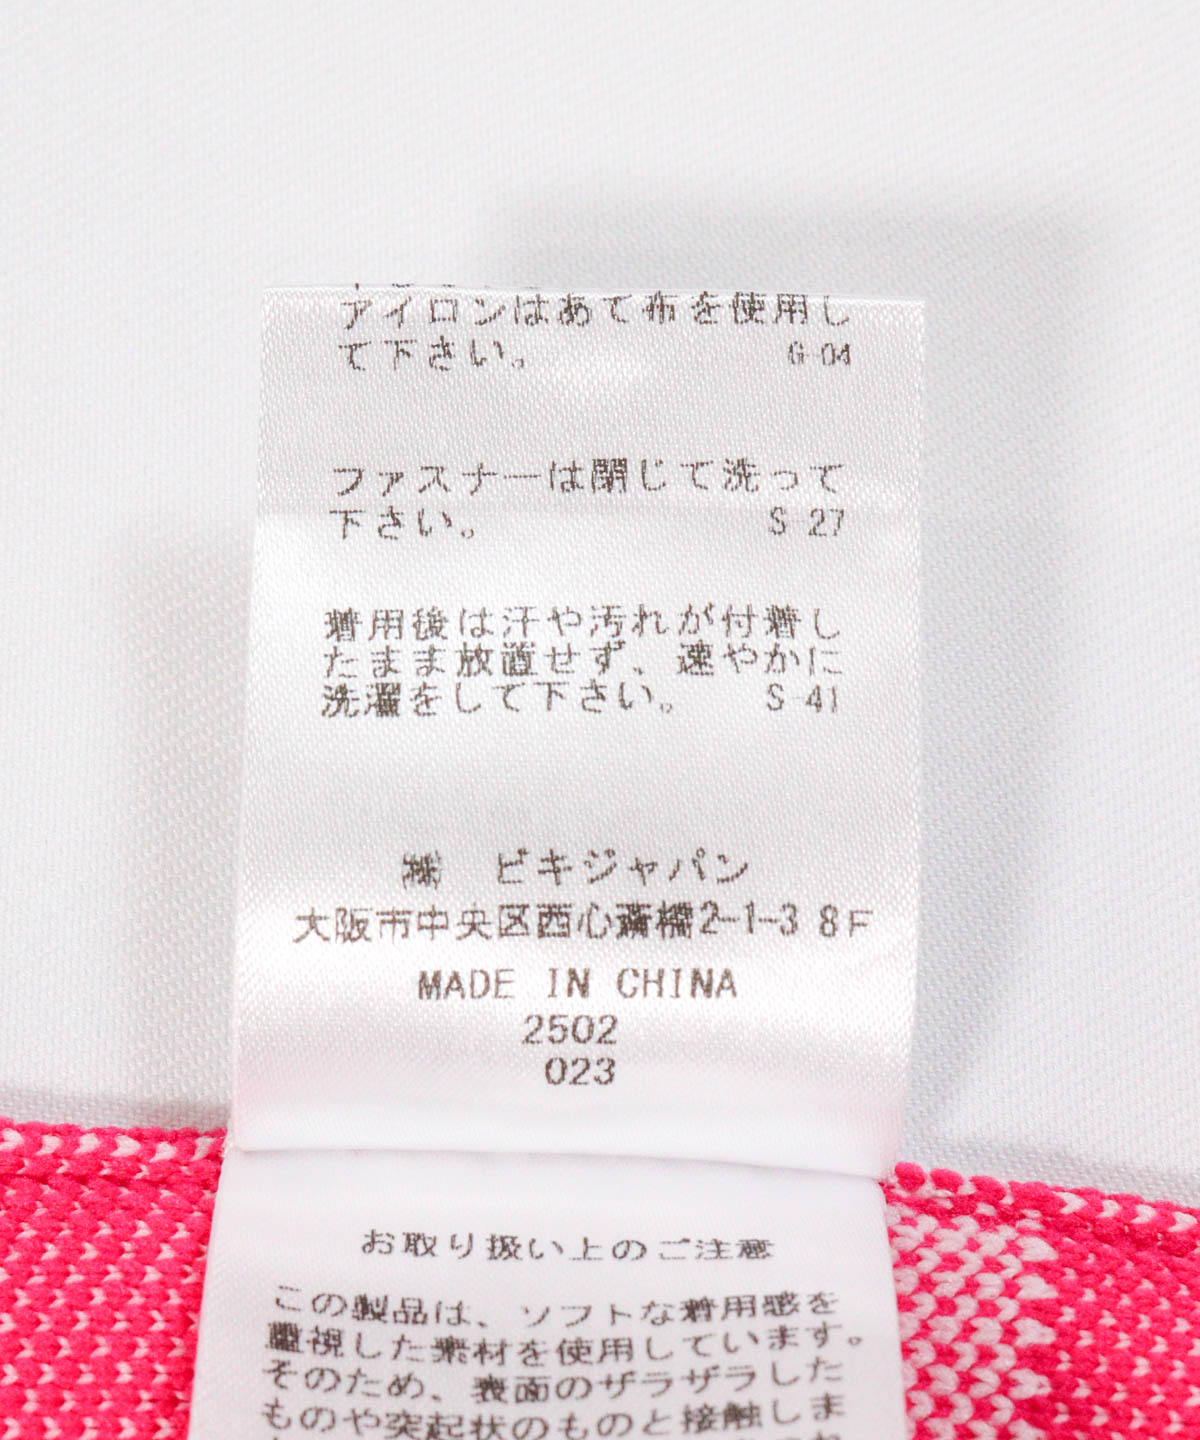 アイロンはあて布を使用し
て下さい。 G-04
ファスナーは閉じて洗って
下さい。 S-27
着用後は汗や汚れが付着し
たまま放置せず、速やかに
洗濯をして下さい。 S-41
㈱ ビキジャパン
大阪市中央区西心斎橋2-1-3 8F
MADE IN CHINA
2502
023
お取り扱い上のご注意
この製品は、ソフトな着用感を
重視した素材を使用しています。
そのため、表面のザラザラした
ものや突起状のものと接触しま